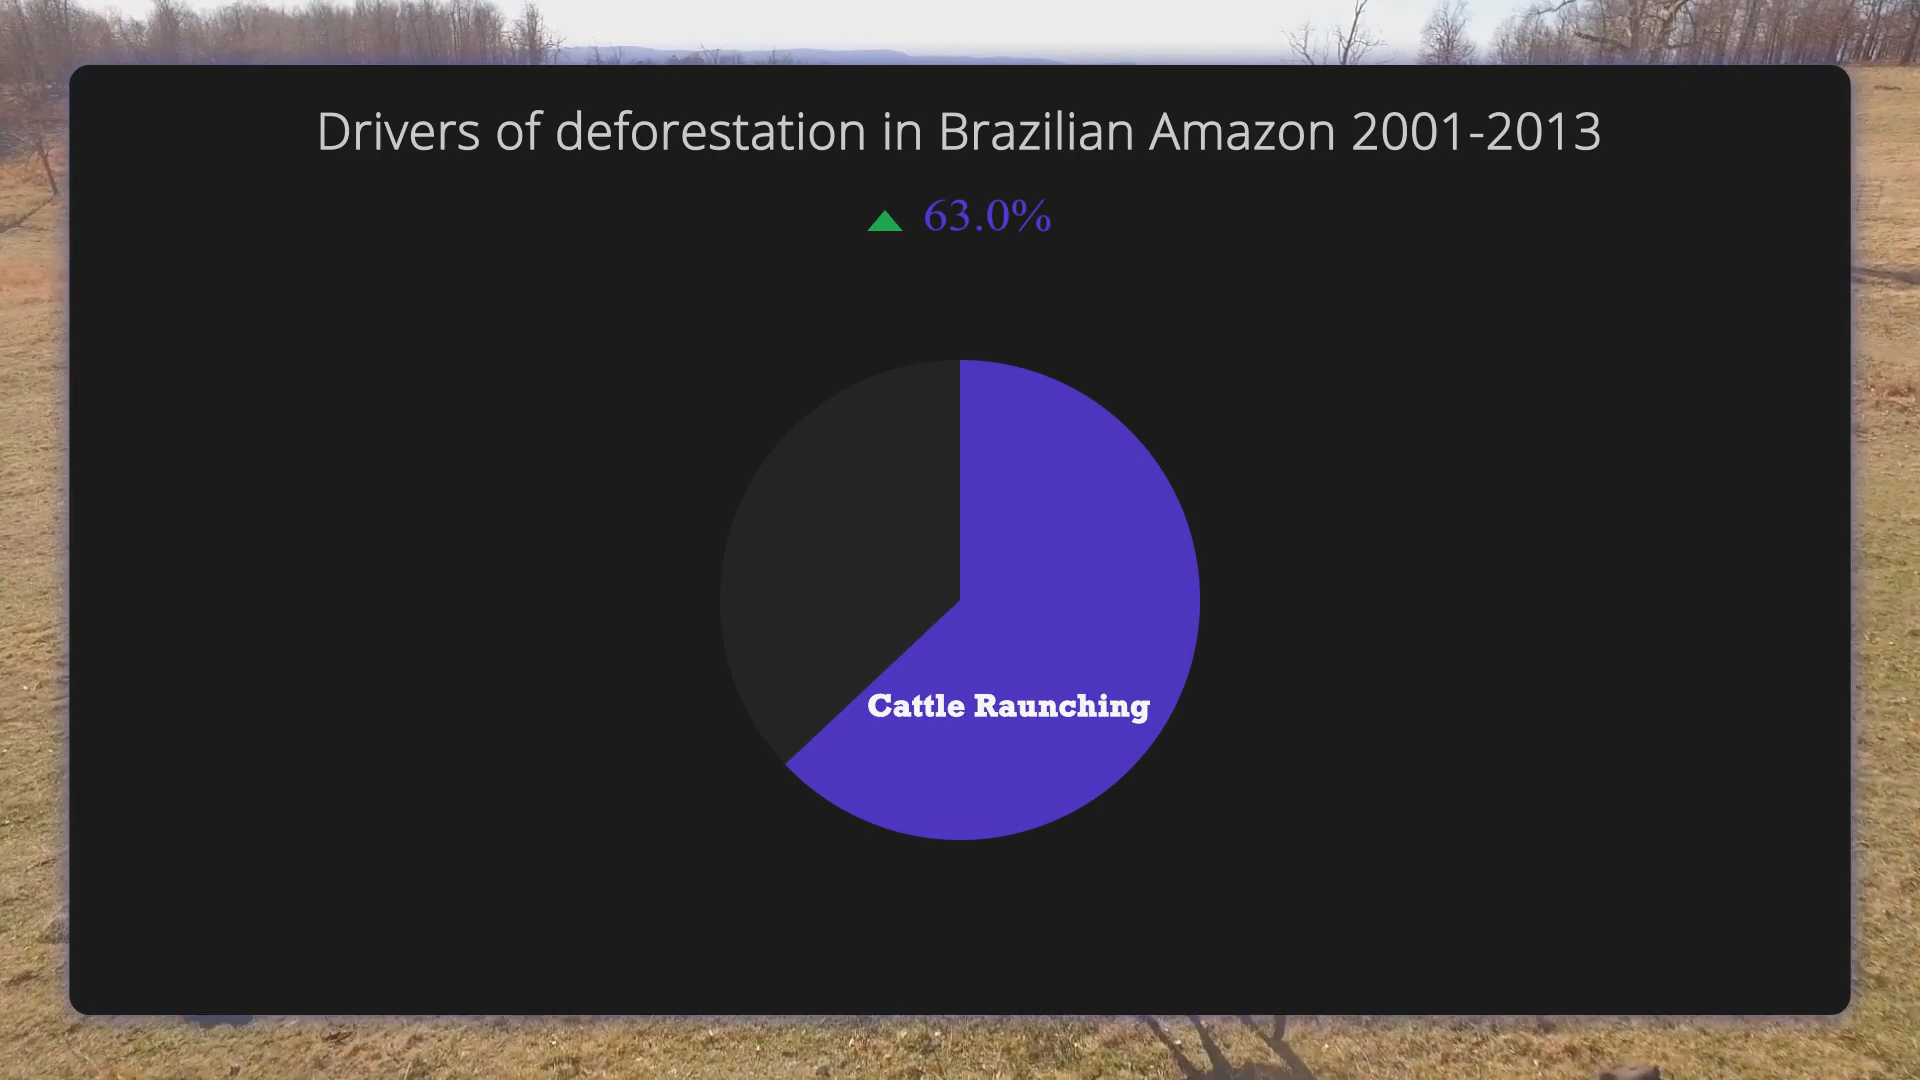 Drivers of deforestation in Brazilian Amazon 2001-2013
63.0%
Cattle Raunching